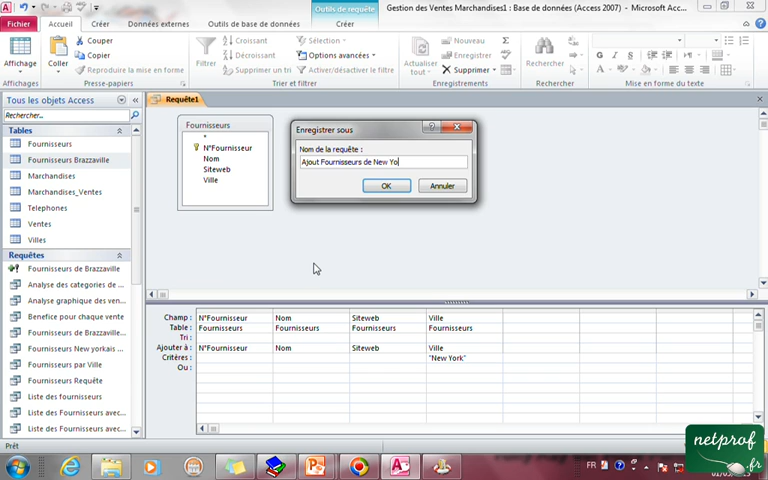 Outils de requête
Gestion des Ventes Marchandises1 : Base de données (Access 2007) - Microsoft Acc...
Fichier
Accueil
Créer
Données externes
Outils de base de données
Créer
Affichage
Affichages
Coller
Couper
Copier
Reproduire la mise en forme
Presse-papiers
Filtrer
Croissant
Décroissant
Supprimer un tri
Sélection
Options avancées
Activer/désactiver le filtre
Trier et filtrer
Actualiser tout
Enregistrer
Supprimer
Enregistrements
Rechercher
Rechercher
G I S
Mise en forme du texte
Tous les objets Access
Rechercher...
Tables
Fournisseurs
Fournisseurs Brazzaville
Marchandises
Marchandises_Ventes
Telephones
Ventes
Villes
Requêtes
Fournisseurs de Brazzaville
Analyse des categories de ...
Analyse graphique des ven...
Benefice pour chaque vente
Fournisseurs de Brazzaville...
Fournisseurs New yorkais ...
Fournisseurs par Ville
Fournisseurs Requête
Liste des fournisseurs
Liste des Fournisseurs avec...
Liste des Fournisseurs avec...
Requête1
Fournisseurs
*
N°Fournisseur
Nom
Siteweb
Ville
Enregistrer sous
Nom de la requête :
Ajout Fournisseurs de New Yo
OK
Annuler
Champ : N°Fournisseur Nom Siteweb Ville
Table : Fournisseurs Fournisseurs Fournisseurs Fournisseurs
Tri :
Ajouter à : N°Fournisseur Nom Siteweb Ville
Critères : "New York"
Ou :
Prêt
FR
netprof
.fr